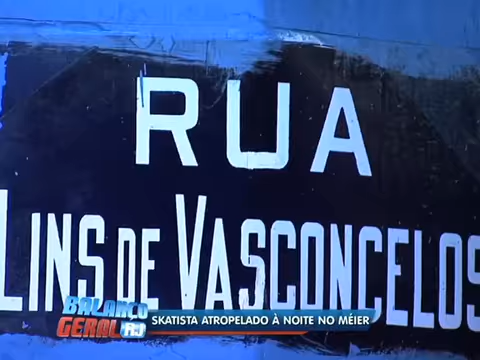 RUA
LINS DE VASCONCELOS
BALANÇO
GERAL RJ
SKATISTA ATROPELADO À NOITE NO MÉIER